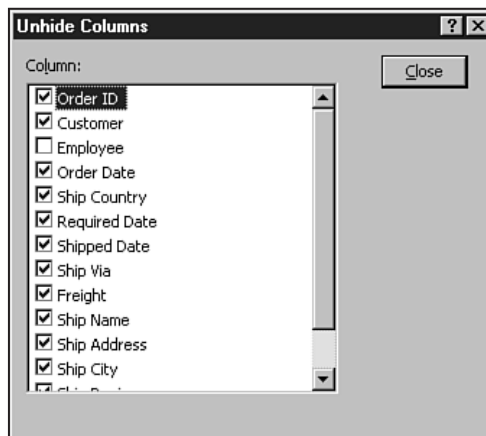 Unhide Columns
Column:
Close
Order ID
Customer
Employee
Order Date
Ship Country
Required Date
Shipped Date
Ship Via
Freight
Ship Name
Ship Address
Ship City